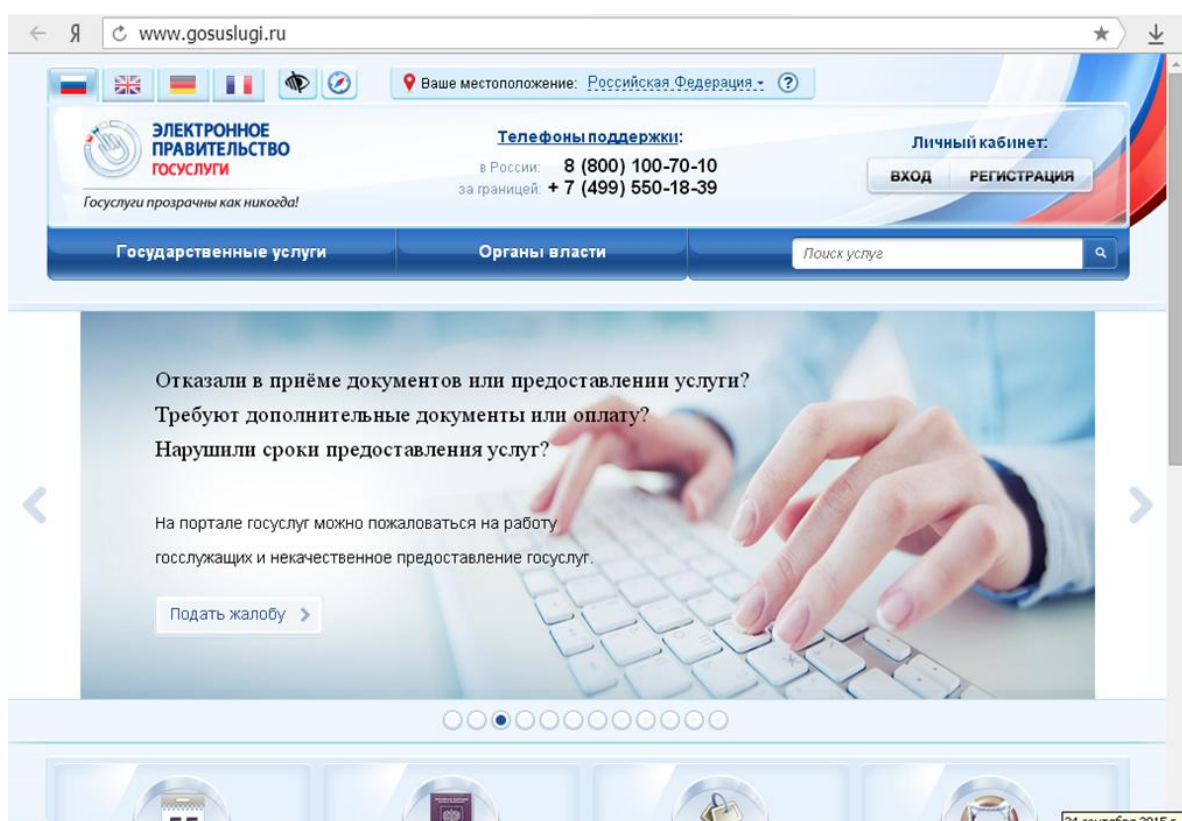 Я www.gosuslugi.ru
Ваше местоположение: Российская Федерация ?
ЭЛЕКТРОННОЕ
ПРАВИТЕЛЬСТВО
ГОСУСЛУГИ
Госуслуги прозрачны как никогда!
Телефоны поддержки:
в России: 8 (800) 100-70-10
за границей: + 7 (499) 550-18-39
Личный кабинет:
ВХОД РЕГИСТРАЦИЯ
Государственные услуги Органы власти Поиск услуг
Отказали в приёме документов или предоставлении услуги?
Требуют дополнительные документы или оплату?
Нарушили сроки предоставления услуг?
На портале госуслуг можно пожаловаться на работу
госслужащих и некачественное предоставление госуслуг.
Подать жалобу